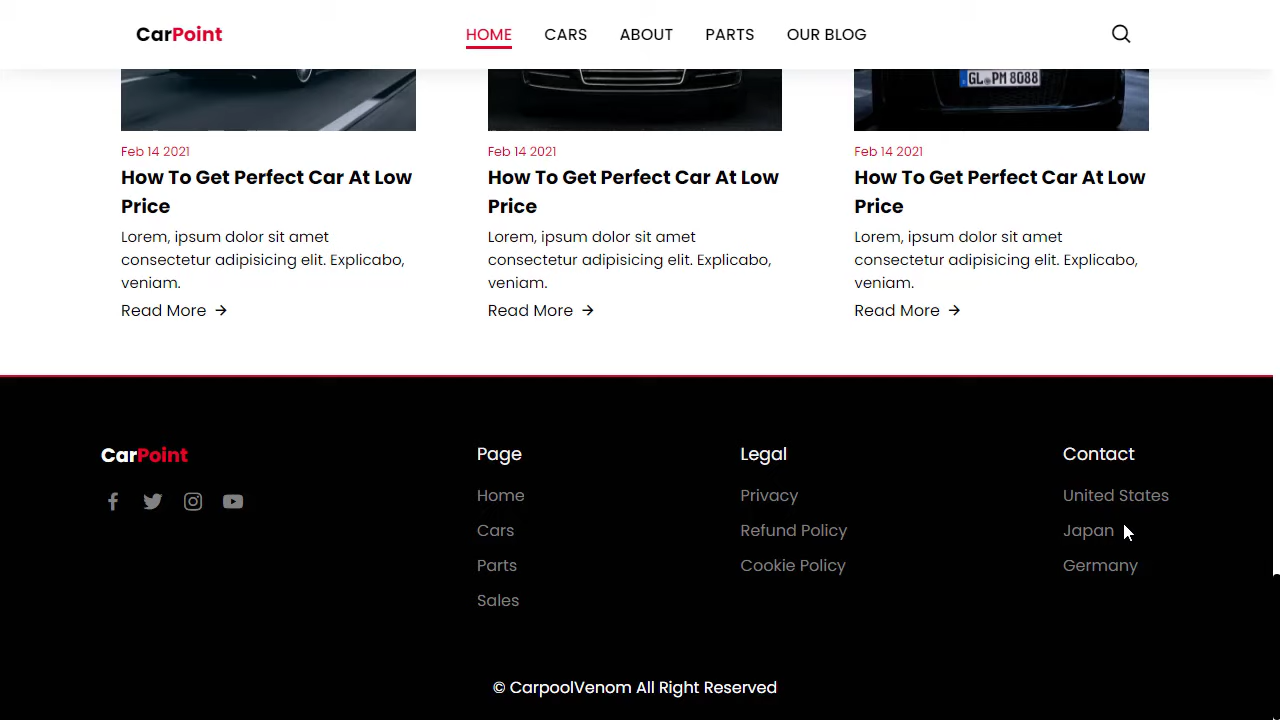 CarPoint
HOME CARS ABOUT PARTS OUR BLOG
GL PM 8088
Feb 14 2021
How To Get Perfect Car At Low
Price
Lorem, ipsum dolor sit amet
consectetur adipisicing elit. Explicabo,
veniam.
Read More
Feb 14 2021
How To Get Perfect Car At Low
Price
Lorem, ipsum dolor sit amet
consectetur adipisicing elit. Explicabo,
veniam.
Read More
Feb 14 2021
How To Get Perfect Car At Low
Price
Lorem, ipsum dolor sit amet
consectetur adipisicing elit. Explicabo,
veniam.
Read More
CarPoint
Page
Home
Cars
Parts
Sales
Legal
Privacy
Refund Policy
Cookie Policy
Contact
United States
Japan
Germany
© CarpoolVenom All Right Reserved